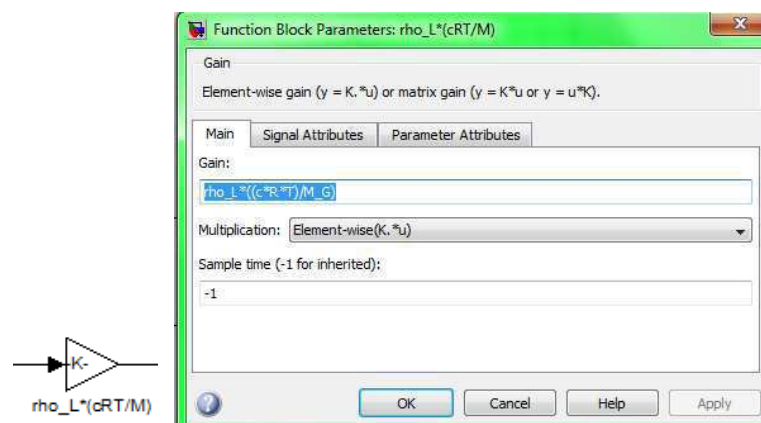 Function Block Parameters: rho_L*(cRT/M)
Gain
Element-wise gain (y = K.*u) or matrix gain (y = K*u or y = u*K).
Main Signal Attributes Parameter Attributes
Gain:
rho_L*((c*R*T)/M_G)
Multiplication: Element-wise(K.*u)
Sample time (-1 for inherited):
-1
-K-
rho_L*(cRT/M)
OK Cancel Help Apply